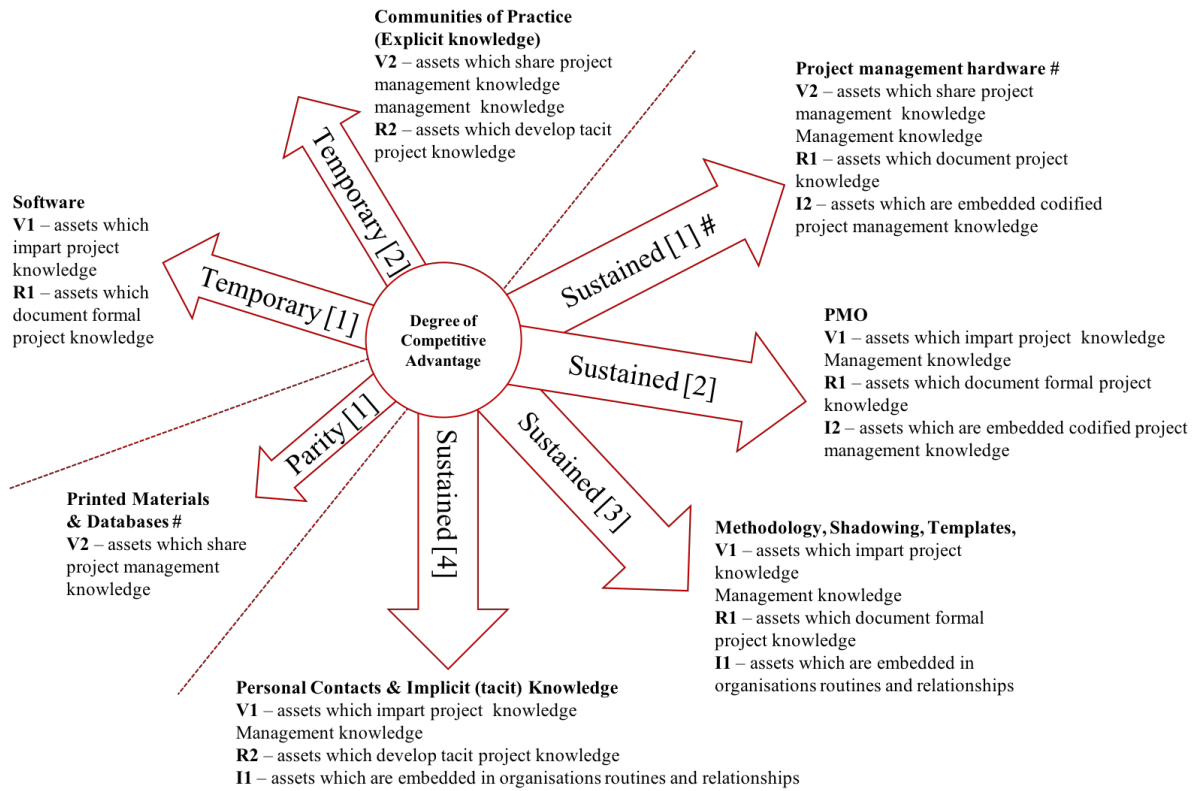 Communities of Practice
(Explicit knowledge)
V2 – assets which share project
management knowledge
management knowledge
R2 – assets which develop tacit
project knowledge
Project management hardware #
V2 – assets which share project
management knowledge
Management knowledge
R1 – assets which document project
knowledge
I2 – assets which are embedded codified
project management knowledge
Software
V1 – assets which
impart project
knowledge
R1 – assets which
document formal
project knowledge
Temporary [2]
Sustained [1] #
Temporary [1]
Degree of
Competitive
Advantage
Sustained [2]
PMO
V1 – assets which impart project knowledge
Management knowledge
R1 – assets which document formal project
knowledge
I2 – assets which are embedded codified project
management knowledge
Parity [1]
Sustained [4]
Sustained [3]
Printed Materials
& Databases #
V2 – assets which share
project management
knowledge
Methodology, Shadowing, Templates,
V1 – assets which impart project
knowledge
Management knowledge
R1 – assets which document formal
project knowledge
I1 – assets which are embedded in
organisations routines and relationships
Personal Contacts & Implicit (tacit) Knowledge
V1 – assets which impart project knowledge
Management knowledge
R2 – assets which develop tacit project knowledge
I1 – assets which are embedded in organisations routines and relationships